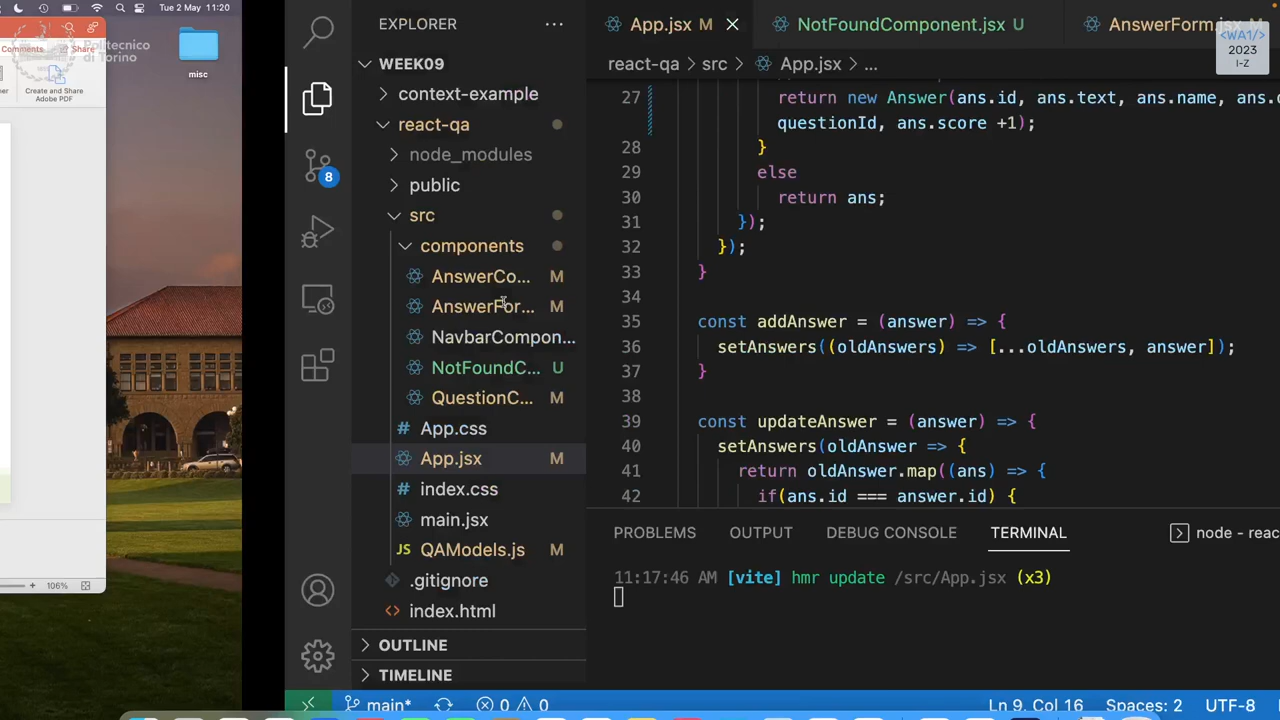 Tue 2 May 11:20
Comments
Share
Politecnico
di Torino
Create and Share
Adobe PDF
misc
106%
EXPLORER
WEEK09
context-example
react-qa
node_modules
public
src
components
AnswerCo... M
AnswerFor... M
NavbarCompon...
NotFoundC... U
QuestionC... M
# App.css
App.jsx M
# index.css
main.jsx
JS QAModels.js M
.gitignore
<> index.html
OUTLINE
TIMELINE
8
App.jsx M
NotFoundComponent.jsx U
AnswerForm.jsx M
<WA1/>
2023
I-Z
react-qa > src > App.jsx > ...
27 return new Answer(ans.id, ans.text, ans.name, ans.
questionId, ans.score +1);
28 }
29 else
30 return ans;
31 });
32 });
33 }
34
35 const addAnswer = (answer) => {
36 setAnswers((oldAnswers) => [...oldAnswers, answer]);
37 }
38
39 const updateAnswer = (answer) => {
40 setAnswers(oldAnswer => {
41 return oldAnswer.map((ans) => {
42 if(ans.id === answer.id) {
PROBLEMS OUTPUT DEBUG CONSOLE TERMINAL
node - reac
11:17:46 AM [vite] hmr update /src/App.jsx (x3)
main* 0 0 Ln 9, Col 16 Spaces: 2 UTF-8